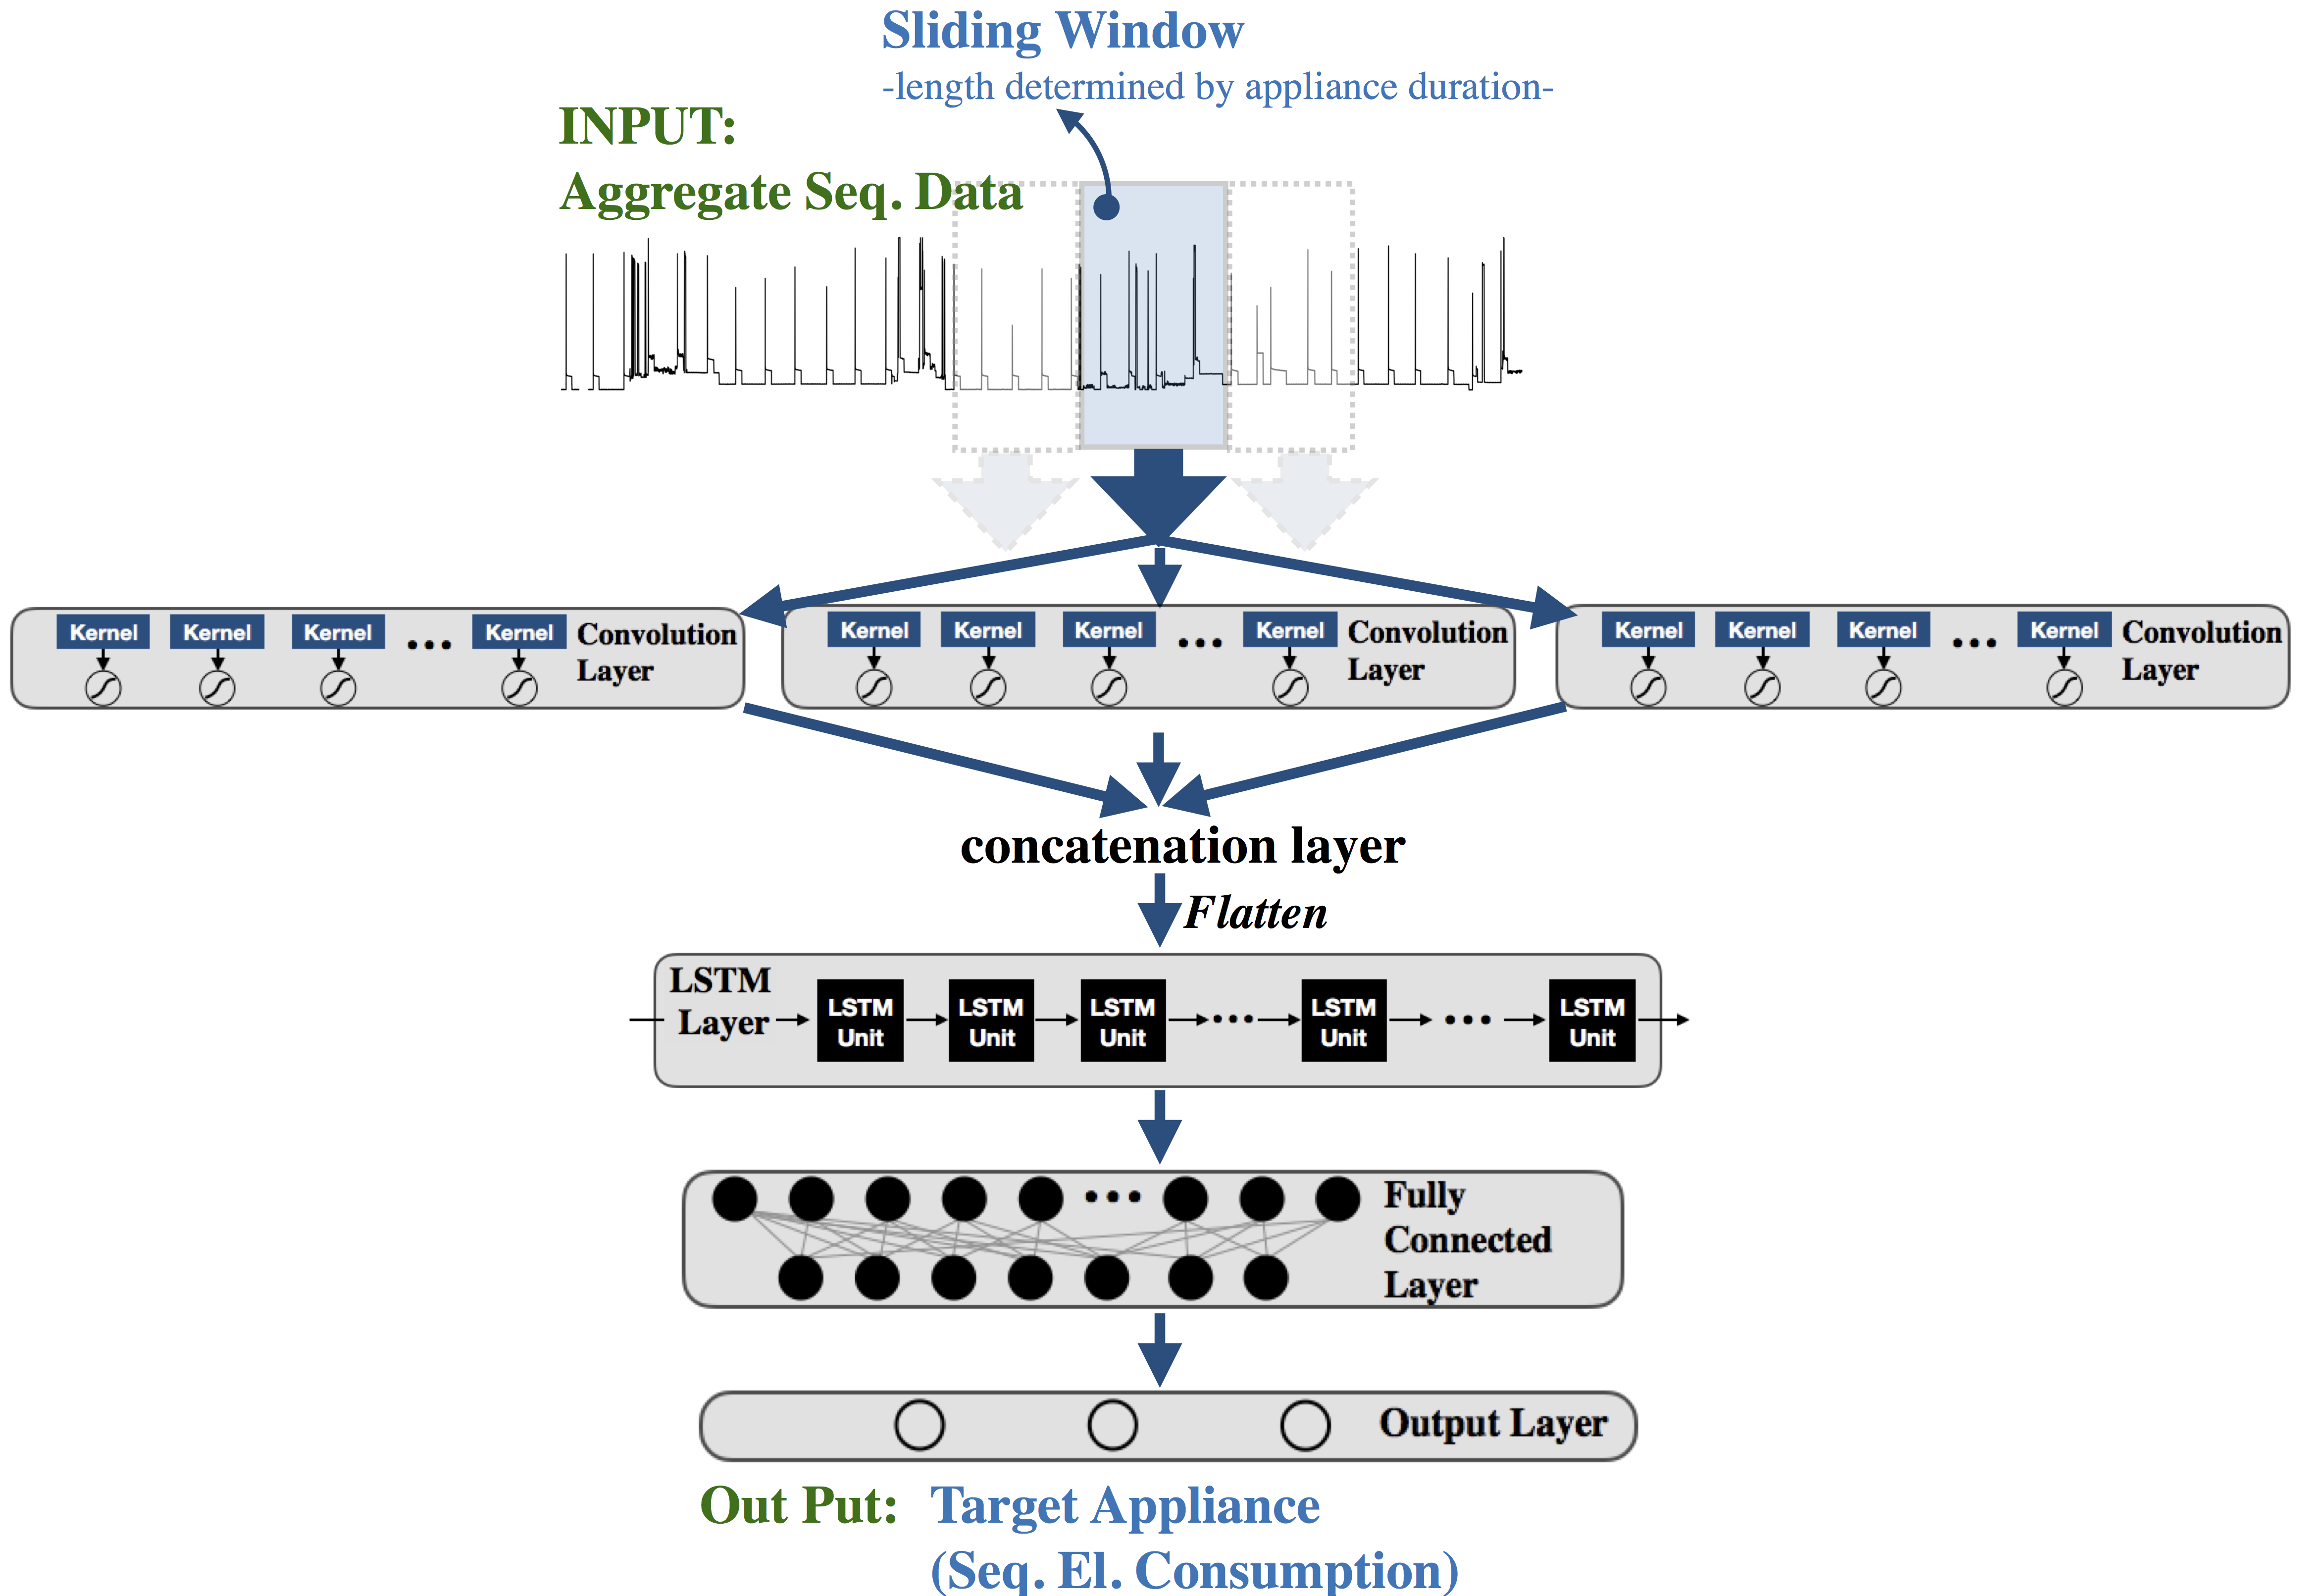 Sliding Window
-length determined by appliance duration-
INPUT:
Aggregate Seq. Data
Kernel Kernel Kernel ••• Kernel Convolution
Layer
Kernel Kernel Kernel ••• Kernel Convolution
Layer
Kernel Kernel Kernel ••• Kernel Convolution
Layer
concatenation layer
Flatten
LSTM
Layer
LSTM
Unit
LSTM
Unit
LSTM
Unit
•••
LSTM
Unit
•••
LSTM
Unit
•••
Fully
Connected
Layer
Output Layer
Out Put: Target Appliance
(Seq. El. Consumption)